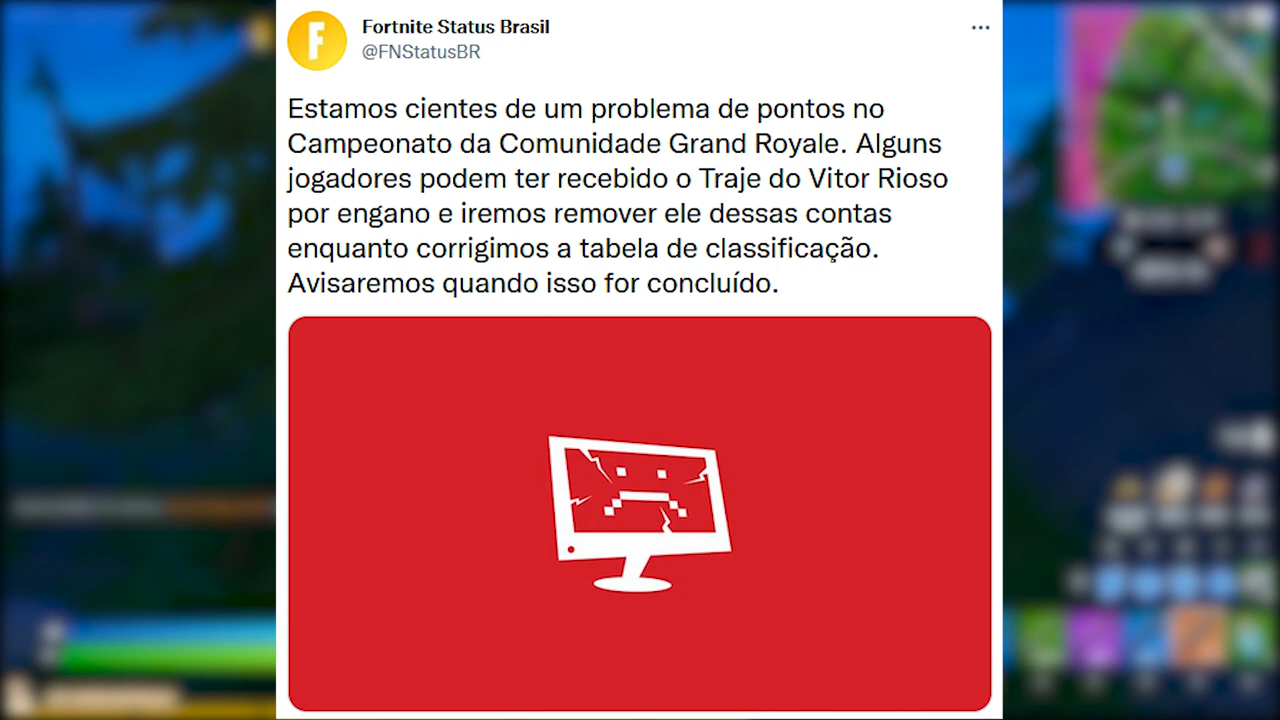 Fortnite Status Brasil
@FNStatusBR
Estamos cientes de um problema de pontos no
Campeonato da Comunidade Grand Royale. Alguns
jogadores podem ter recebido o Traje do Vitor Rioso
por engano e iremos remover ele dessas contas
enquanto corrigimos a tabela de classificação.
Avisaremos quando isso for concluído.